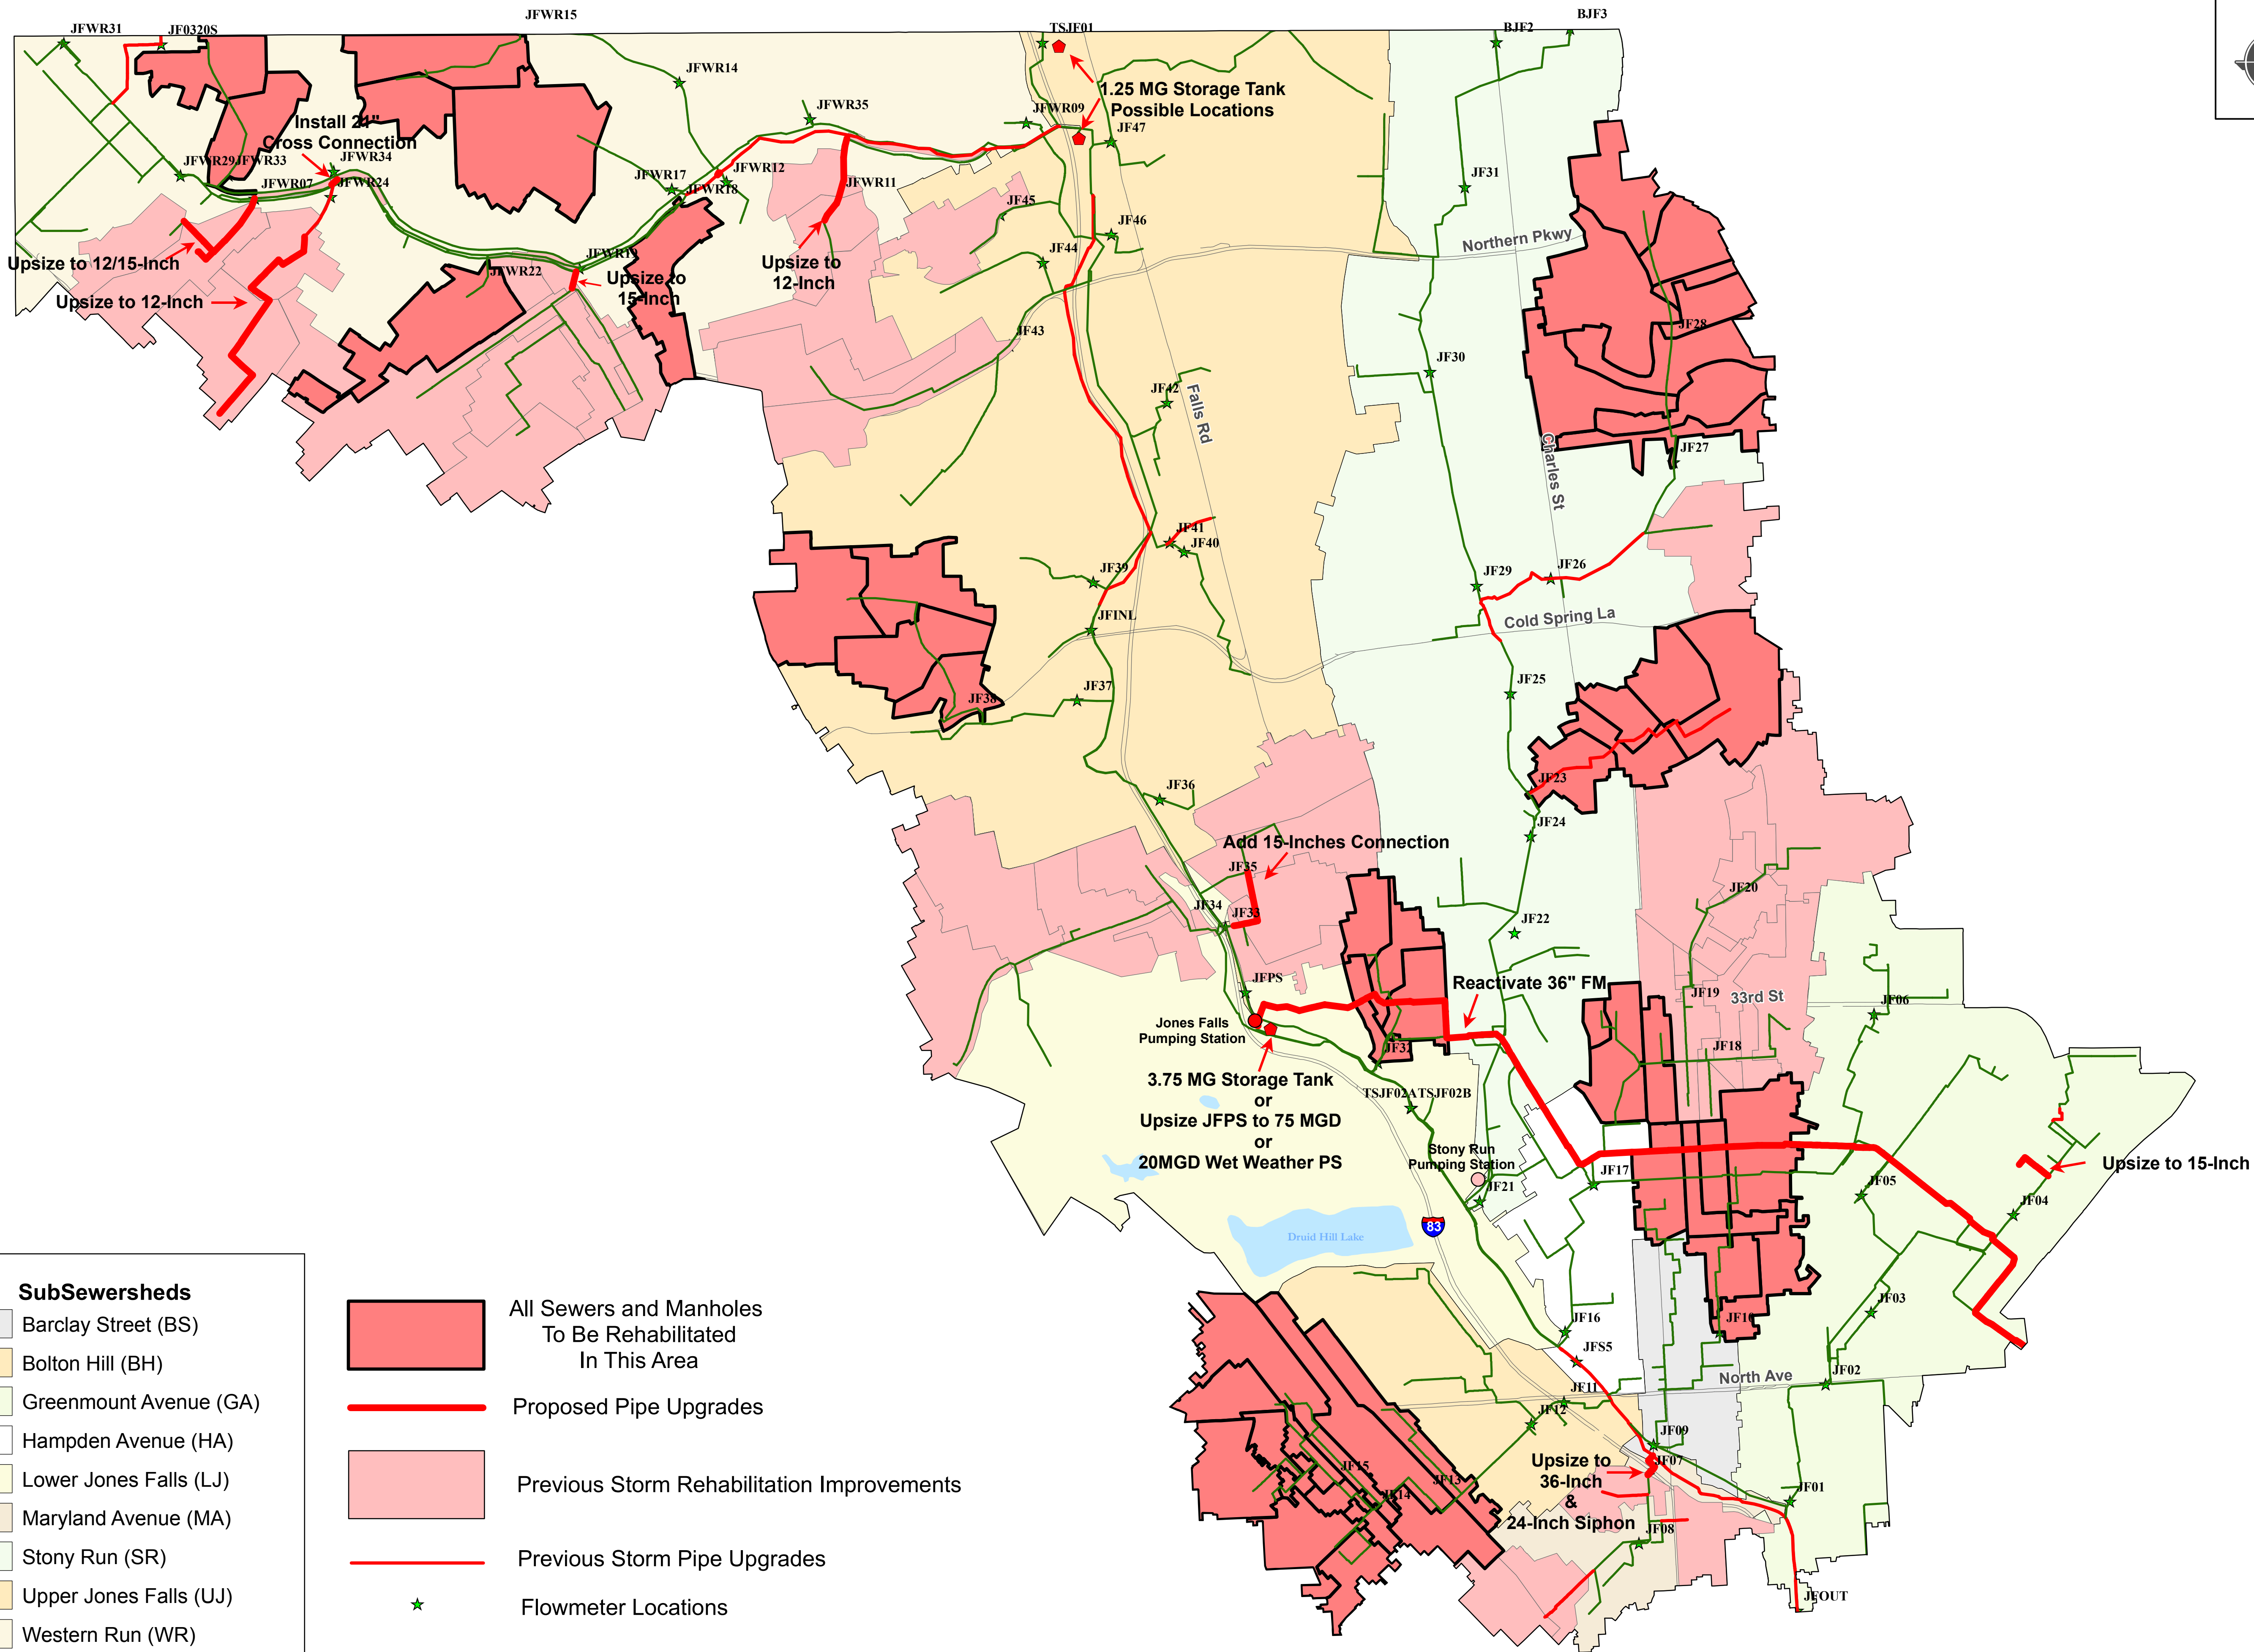 JFWR15
BJF3
JFWR31
JF0320S
TSJF01
BJF2
JFWR14
1.25 MG Storage Tank
Possible Locations
JFWR35
JFWR09
Install 21"
Cross Connection
JF47
JFWR29
JFWR33
JFWR34
JFWR07
JFWR24
JFWR17
JFWR12
JFWR18
JFWR11
JF31
JF45
JF46
Northern Pkwy
JF44
Upsize to 12/15-Inch
JFWR19
JFWR22
Upsize to
15-Inch
Upsize to
12-Inch
Upsize to 12-Inch
JF43
JF28
JF30
JF42
Falls Rd
Charles St
JF27
JF41
JF40
JF39
JF29
JF26
JFINL
Cold Spring La
JF37
JF38
JF25
JF36
JF23
JF24
Add 15-Inches Connection
JF35
JF20
JF34
JF33
JF22
JFPS
Reactivate 36" FM
JF19
33rd St
JF06
Jones Falls
Pumping Station
JF32
JF18
3.75 MG Storage Tank
or
Upsize JFPS to 75 MGD
or
20MGD Wet Weather PS
TSJF02A
TSJF02B
Stony Run
Pumping Station
JF17
JF21
Upsize to 15-Inch
JF05
JF04
83
Druid Hill Lake
JF03
JF10
JF16
JFS5
JF02
North Ave
JF11
JF12
JF09
JF07
Upsize to
36-Inch
&
24-Inch Siphon
JF15
JF13
JF14
JF01
JF08
JFOUT
SubSewersheds
Barclay Street (BS)
Bolton Hill (BH)
Greenmount Avenue (GA)
Hampden Avenue (HA)
Lower Jones Falls (LJ)
Maryland Avenue (MA)
Stony Run (SR)
Upper Jones Falls (UJ)
Western Run (WR)
All Sewers and Manholes
To Be Rehabilitated
In This Area
Proposed Pipe Upgrades
Previous Storm Rehabilitation Improvements
Previous Storm Pipe Upgrades
Flowmeter Locations